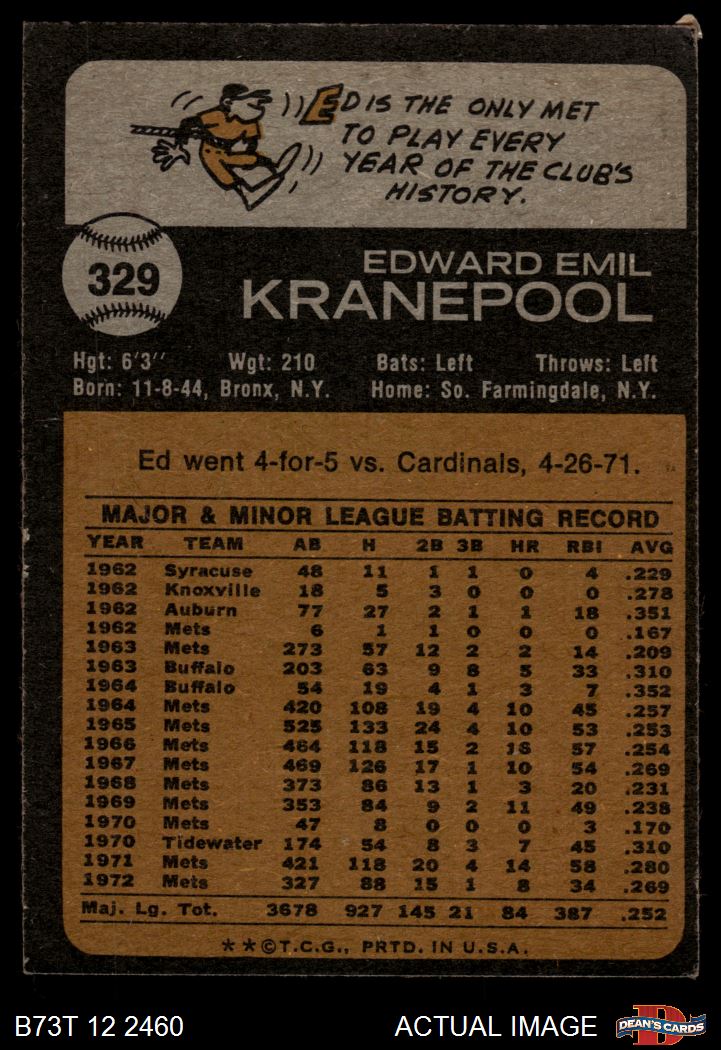 ED IS THE ONLY MET
TO PLAY EVERY
YEAR OF THE CLUB'S
HISTORY.
329
EDWARD EMIL
KRANEPOOL
Hgt: 6'3" Wgt: 210 Bats: Left Throws: Left
Born: 11-8-44, Bronx, N.Y. Home: So. Farmingdale, N.Y.
Ed went 4-for-5 vs. Cardinals, 4-26-71.
MAJOR & MINOR LEAGUE BATTING RECORD
YEAR TEAM AB H 2B 3B HR RBI AVG
1962 Syracuse 48 11 1 1 0 4 .229
1962 Knoxville 18 5 3 0 0 0 .278
1962 Auburn 77 27 2 1 1 18 .351
1962 Mets 6 1 1 0 0 0 .167
1963 Mets 273 57 12 2 2 14 .209
1963 Buffalo 203 63 9 8 5 33 .310
1964 Buffalo 54 19 4 1 3 7 .352
1964 Mets 420 108 19 4 10 45 .257
1965 Mets 525 133 24 4 10 53 .253
1966 Mets 464 118 15 2 16 57 .254
1967 Mets 469 126 17 1 10 54 .269
1968 Mets 373 86 13 1 3 20 .231
1969 Mets 353 84 9 2 11 49 .238
1970 Mets 47 8 0 0 0 3 .170
1970 Tidewater 174 54 8 3 7 45 .310
1971 Mets 421 118 20 4 14 58 .280
1972 Mets 327 88 15 1 8 34 .269
Maj. Lg. Tot. 3678 927 145 21 84 387 .252
**©T.C.G., PRTD. IN U.S.A.
B73T 12 2460 ACTUAL IMAGE DEAN'S CARDS